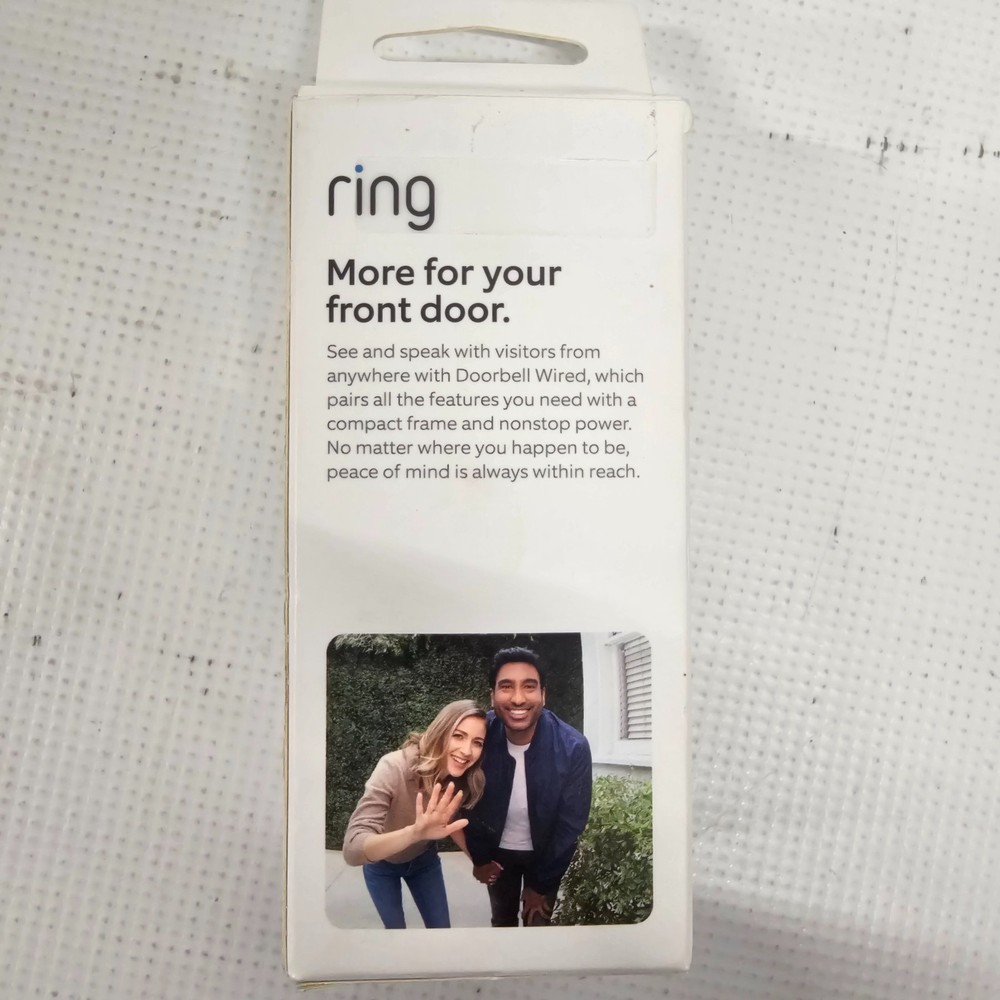 ring
More for your
front door.
See and speak with visitors from
anywhere with Doorbell Wired, which
pairs all the features you need with a
compact frame and nonstop power.
No matter where you happen to be,
peace of mind is always within reach.